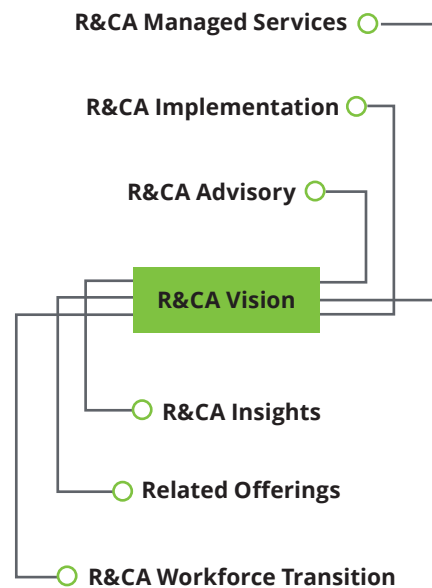 R&CA Managed Services
R&CA Implementation
R&CA Advisory
R&CA Vision
R&CA Insights
Related Offerings
R&CA Workforce Transition